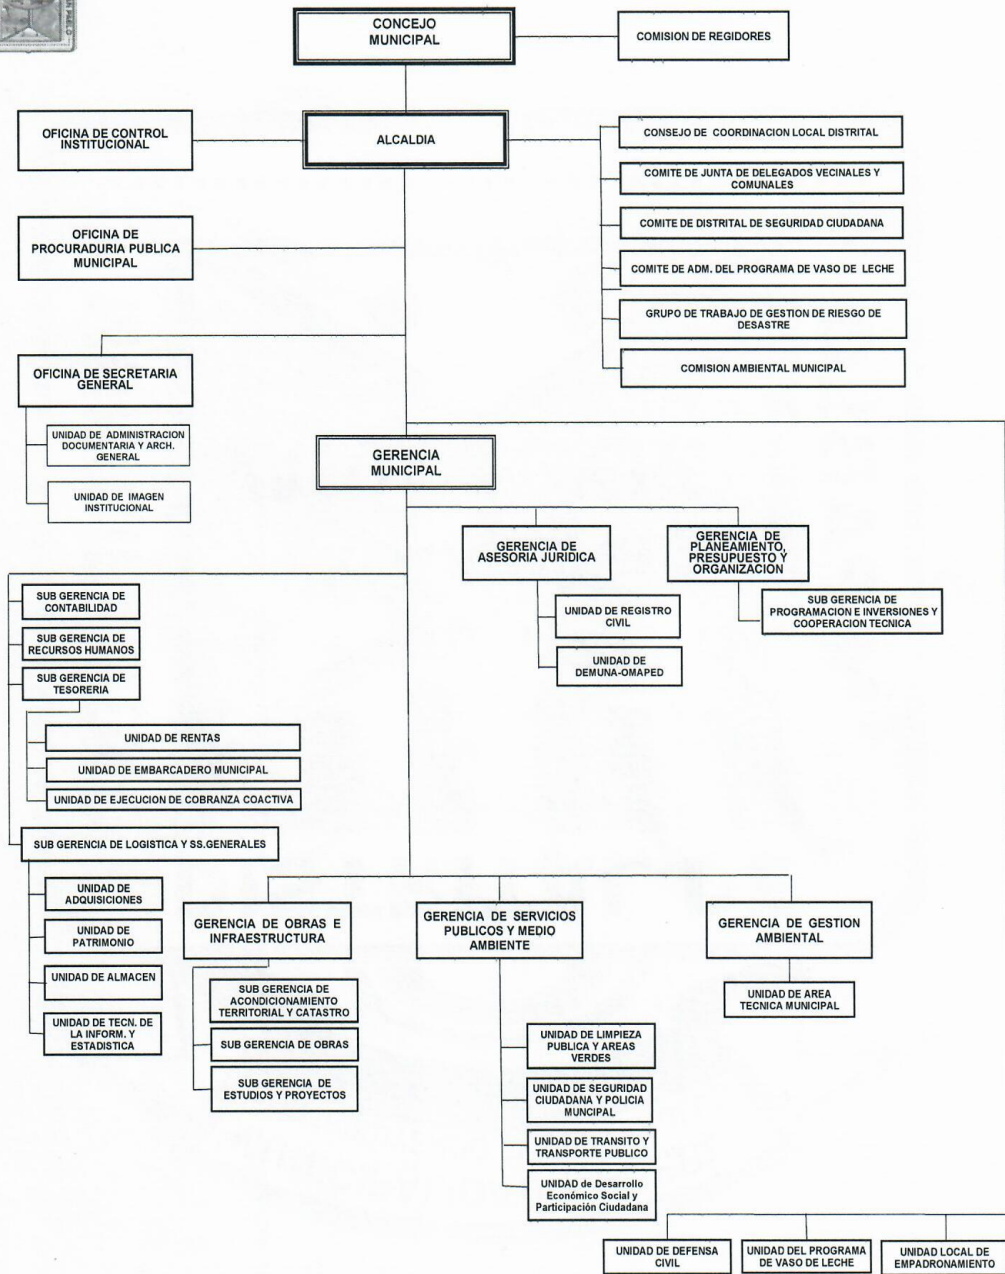 CONCEJO
MUNICIPAL
COMISION DE REGIDORES
OFICINA DE CONTROL
INSTITUCIONAL
ALCALDIA
CONSEJO DE COORDINACION LOCAL DISTRITAL
COMITE DE JUNTA DE DELEGADOS VECINALES Y
COMUNALES
COMITE DE DISTRITAL DE SEGURIDAD CIUDADANA
COMITE DE ADM. DEL PROGRAMA DE VASO DE LECHE
GRUPO DE TRABAJO DE GESTION DE RIESGO DE
DESASTRE
COMISION AMBIENTAL MUNICIPAL
OFICINA DE
PROCURADURIA PUBLICA
MUNICIPAL
OFICINA DE SECRETARIA
GENERAL
UNIDAD DE ADMINISTRACION
DOCUMENTARIA Y ARCH.
GENERAL
UNIDAD DE IMAGEN
INSTITUCIONAL
GERENCIA
MUNICIPAL
GERENCIA DE
ASESORIA JURÍDICA
UNIDAD DE REGISTRO
CIVIL
UNIDAD DE
DEMUNA-OMAPED
GERENCIA DE
PLANEAMIENTO,
PRESUPUESTO Y
ORGANIZACIÓN
SUB GERENCIA DE
PROGRAMACION E INVERSIONES Y
COOPERACION TECNICA
SUB GERENCIA DE
CONTABILIDAD
SUB GERENCIA DE
RECURSOS HUMANOS
SUB GERENCIA DE
TESORERIA
UNIDAD DE RENTAS
UNIDAD DE EMBARCADERO MUNICIPAL
UNIDAD DE EJECUCION DE COBRANZA COACTIVA
SUB GERENCIA DE LOGISTICA Y SS.GENERALES
UNIDAD DE
ADQUISICIONES
UNIDAD DE
PATRIMONIO
UNIDAD DE ALMACEN
UNIDAD DE TECN. DE
LA INFORM. Y
ESTADISTICA
GERENCIA DE OBRAS E
INFRAESTRUCTURA
SUB GERENCIA DE
ACONDICIONAMIENTO
TERRITORIAL Y CATASTRO
SUB GERENCIA DE OBRAS
SUB GERENCIA DE
ESTUDIOS Y PROYECTOS
GERENCIA DE SERVICIOS
PUBLICOS Y MEDIO
AMBIENTE
UNIDAD DE LIMPIEZA
PUBLICA Y AREAS
VERDES
UNIDAD DE SEGURIDAD
CIUDADANA Y POLICIA
MUNCIPAL
UNIDAD DE TRANSITO Y
TRANSPORTE PUBLICO
UNIDAD de Desarrollo
Económico Social y
Participación Ciudadana
GERENCIA DE GESTION
AMBIENTAL
UNIDAD DE AREA
TECNICA MUNICIPAL
UNIDAD DE DEFENSA
CIVIL
UNIDAD DEL PROGRAMA
DE VASO DE LECHE
UNIDAD LOCAL DE
EMPADRONAMIENTO